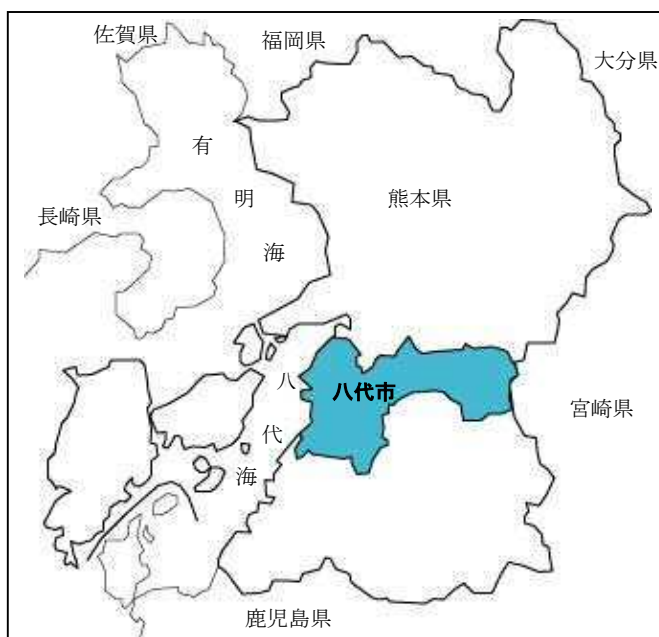 佐賀県
福岡県
大分県
有明海
長崎県
熊本県
八代海
八代市
宮崎県
鹿児島県